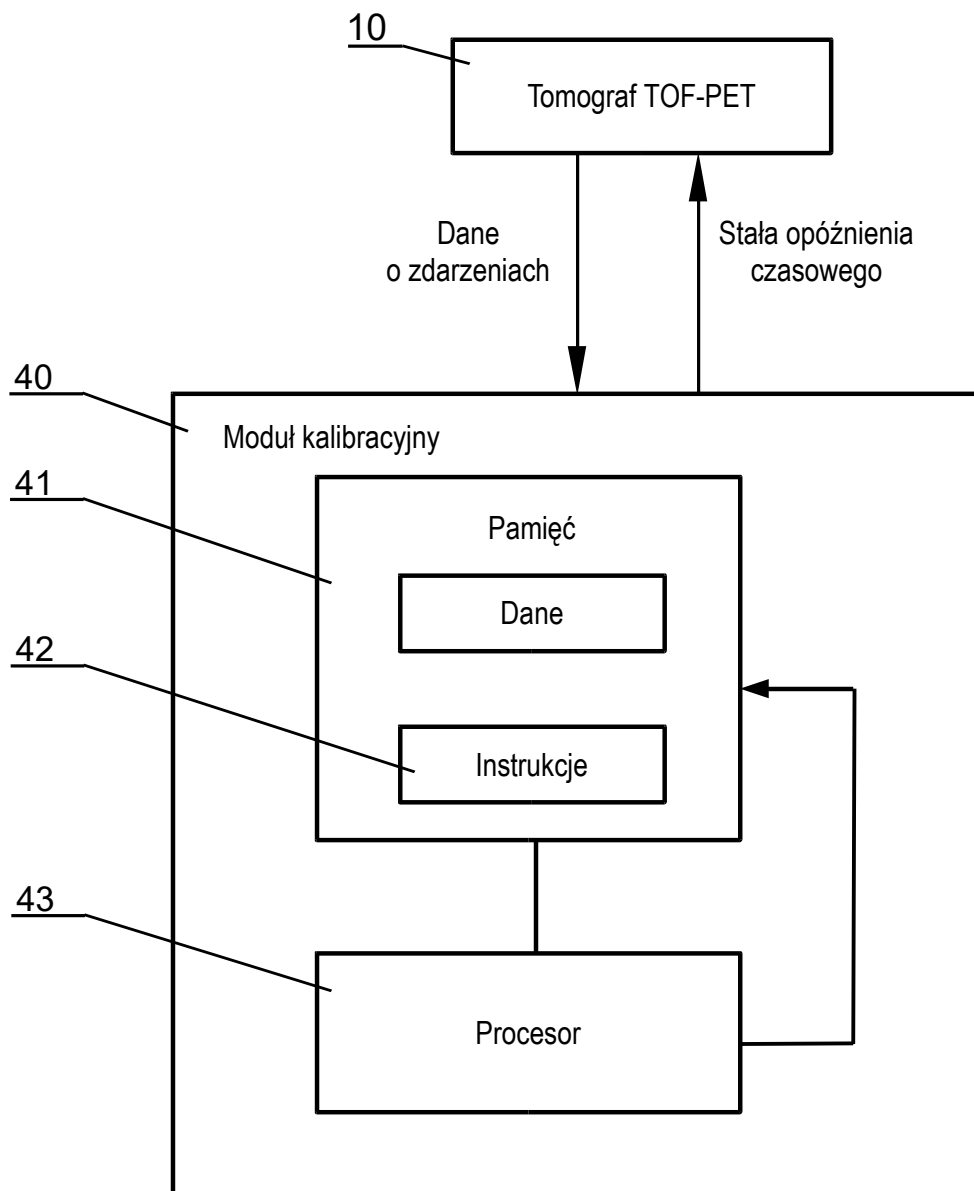 10
Tomograf TOF-PET
Dane
o zdarzeniach
Stała opóźnienia
czasowego
40
Moduł kalibracyjny
41
Pamięć
Dane
42
Instrukcje
43
Procesor